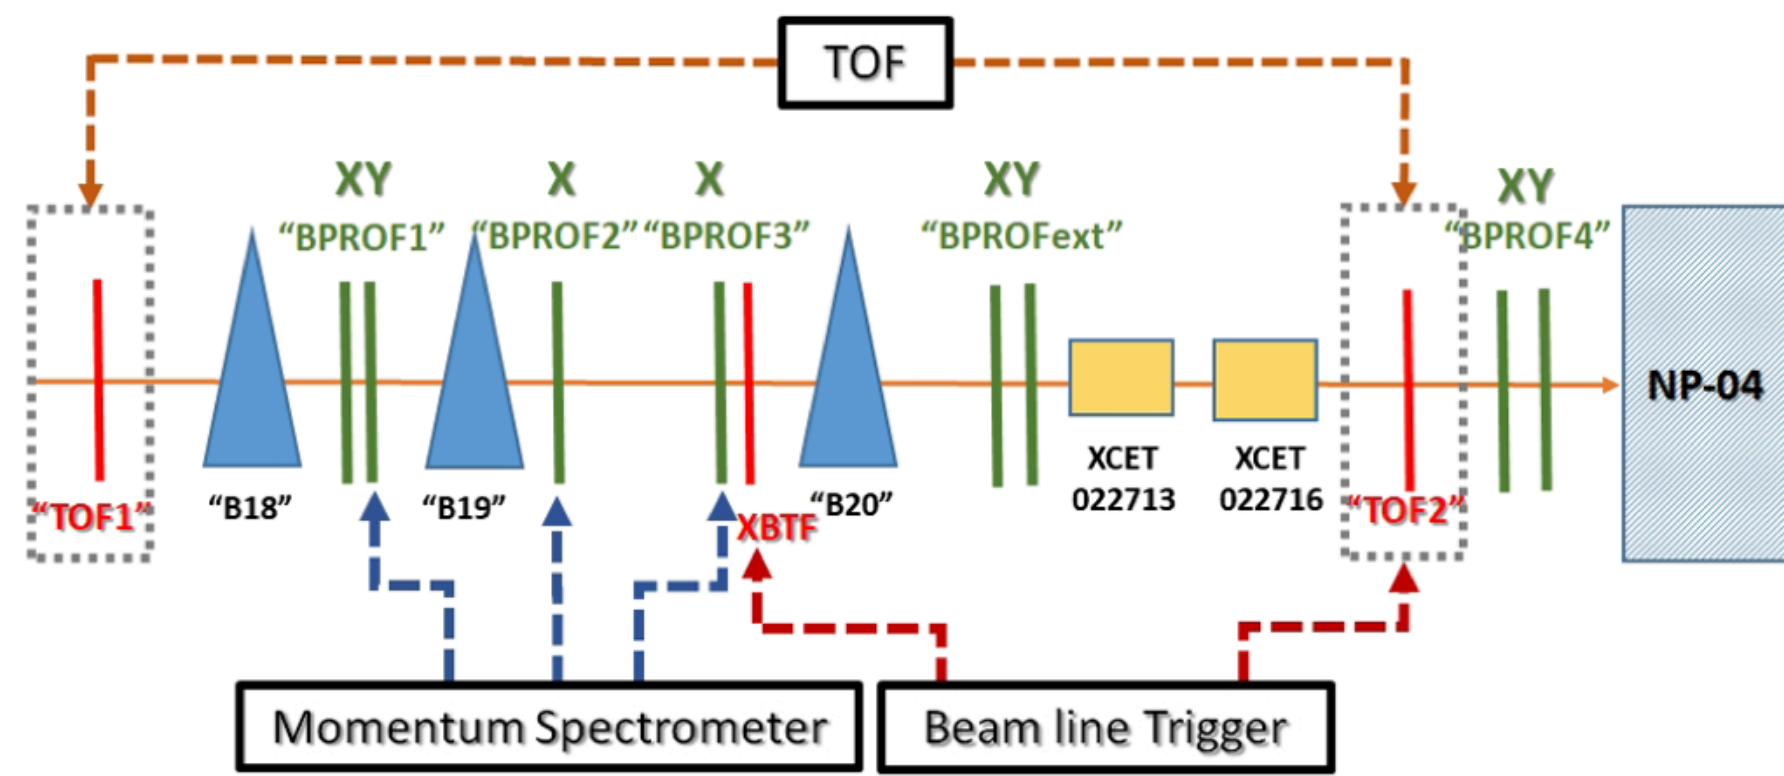 TOF
XY
X
X
XY
XY
“BPROF1”
“BPROF2”
“BPROF3”
“BPROFext”
“BPROF4”
NP-04
XCET
022713
XCET
022716
“TOF1”
“B18”
“B19”
XBTF
“B20”
“TOF2”
Momentum Spectrometer
Beam line Trigger